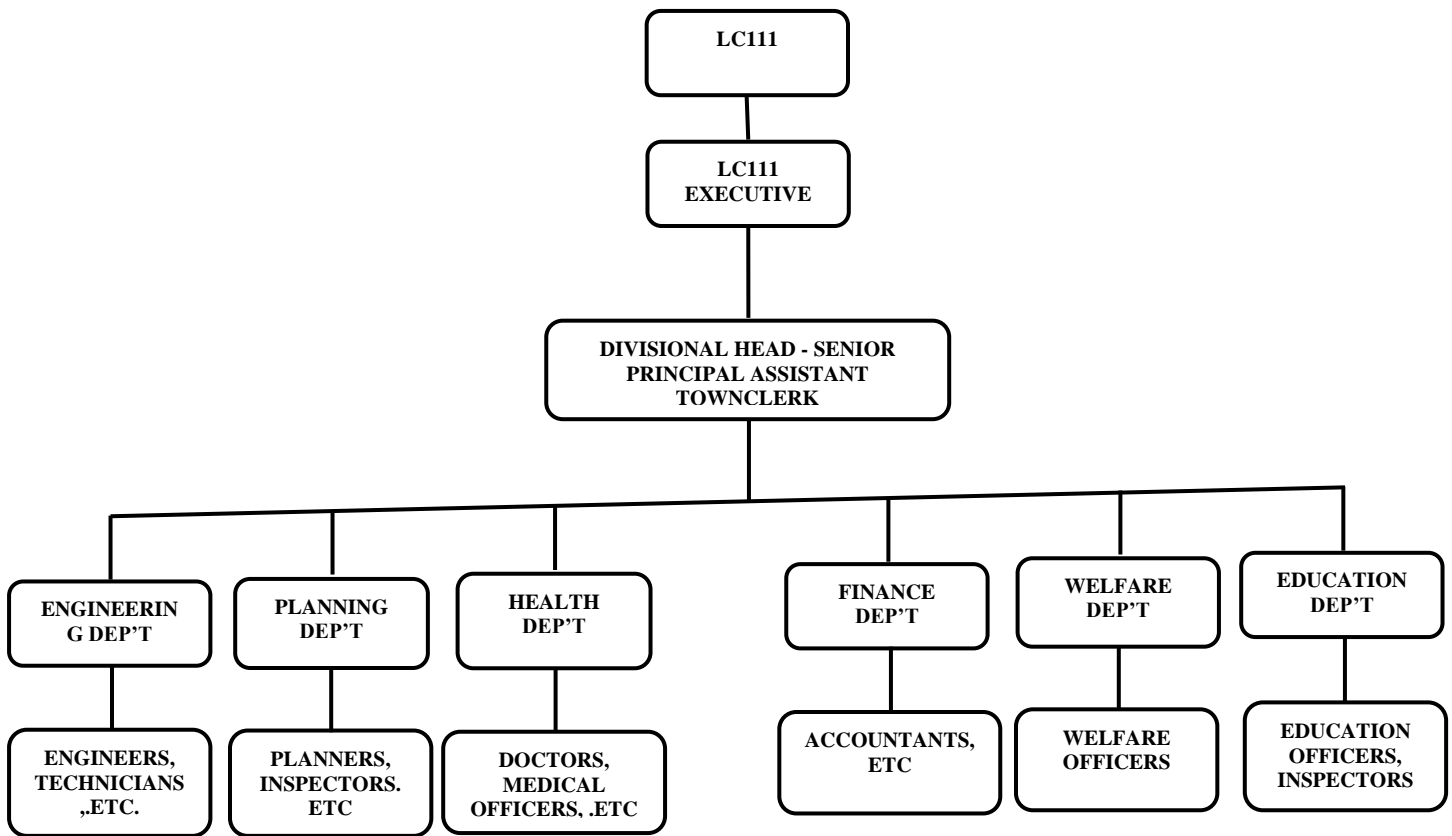 LC111
LC111
EXECUTIVE
DIVISIONAL HEAD - SENIOR
PRINCIPAL ASSISTANT
TOWNCLERK
ENGINEERIN
G DEP’T
PLANNING
DEP’T
HEALTH
DEP’T
FINANCE
DEP’T
WELFARE
DEP’T
EDUCATION
DEP’T
ENGINEERS,
TECHNICIANS
,.ETC.
PLANNERS,
INSPECTORS.
ETC
DOCTORS,
MEDICAL
OFFICERS, .ETC
ACCOUNTANTS,
ETC
WELFARE
OFFICERS
EDUCATION
OFFICERS,
INSPECTORS